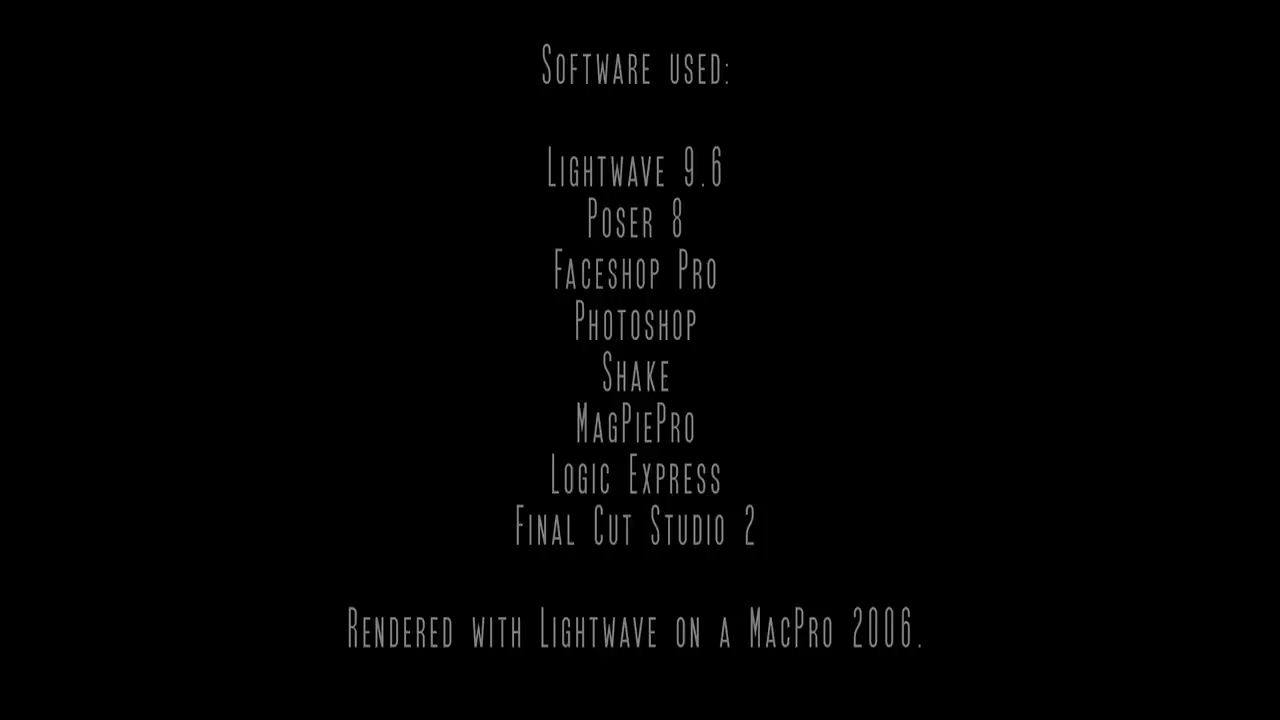 Software used:
Lightwave 9.6
Poser 8
Faceshop Pro
Photoshop
Shake
MagPiePro
Logic Express
Final Cut Studio 2
Rendered with Lightwave on a MacPro 2006.